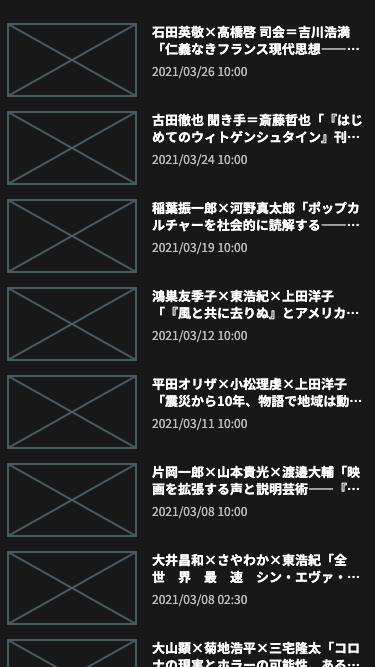 石田英敬×髙橋啓 司会＝吉川浩満
「仁義なきフランス現代思想——…
2021/03/26 10:00
古田徹也 聞き手＝斎藤哲也「『はじ
めてのウィトゲンシュタイン』刊…
2021/03/24 10:00
稲葉振一郎×河野真太郎「ポップカ
ルチャーを社会的に読解する——…
2021/03/19 10:00
鴻巣友季子×東浩紀×上田洋子
「『風と共に去りぬ』とアメリカ…
2021/03/12 10:00
平田オリザ×小松理虔×上田洋子
「震災から10年、物語で地域は動…
2021/03/11 10:00
片岡一郎×山本貴光×渡邉大輔「映
画を拡張する声と説明芸術——『…
2021/03/08 10:00
大井昌和×さやわか×東浩紀「全
世　界　最　速　シン・エヴァ・…
2021/03/08 02:30
大山顕×菊地浩平×三宅隆太「コロ
ナの現実とホラーの可能性、ある…